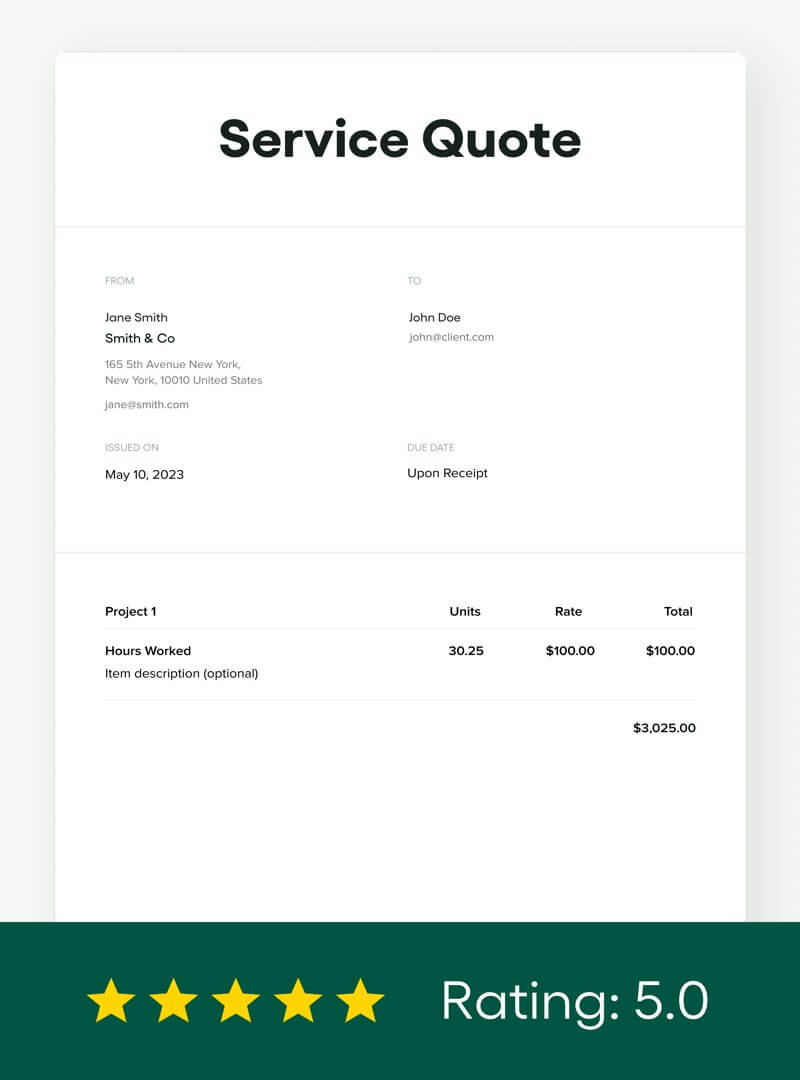 Service Quote
FROM
TO
Jane Smith
John Doe
Smith & Co
john@client.com
165 5th Avenue New York,
New York, 10010 United States
jane@smith.com
ISSUED ON
DUE DATE
May 10, 2023
Upon Receipt
Project 1 Units Rate Total
Hours Worked 30.25 $100.00 $100.00
Item description (optional)
$3,025.00
Rating: 5.0